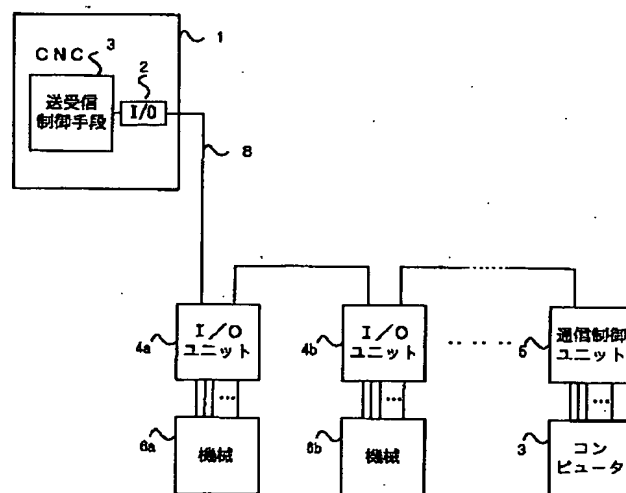 1
CNC
3
2
送受信
制御手段
I/O
8
4a
I/O
ユニット
4b
I/O
ユニット
5
通信制御
ユニット
6a
機械
6b
機械
3
コン
ピュータ